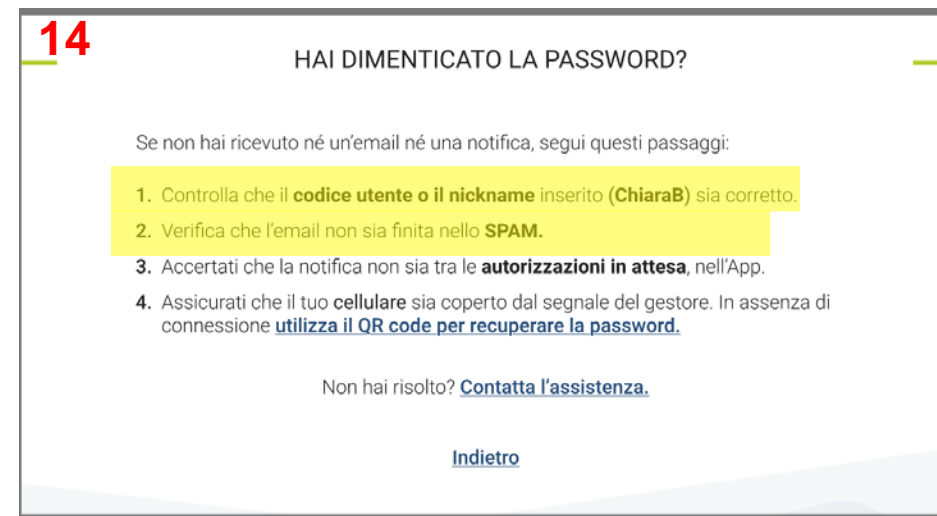 14
HAI DIMENTICATO LA PASSWORD?
Se non hai ricevuto né un'email né una notifica, segui questi passaggi:
1. Controlla che il codice utente o il nickname inserito (ChiaraB) sia corretto.
2. Verifica che l'email non sia finita nello SPAM.
3. Accertati che la notifica non sia tra le autorizzazioni in attesa, nell'App.
4. Assicurati che il tuo cellulare sia coperto dal segnale del gestore. In assenza di
connessione utilizza il QR code per recuperare la password.
Non hai risolto? Contatta l'assistenza.
Indietro